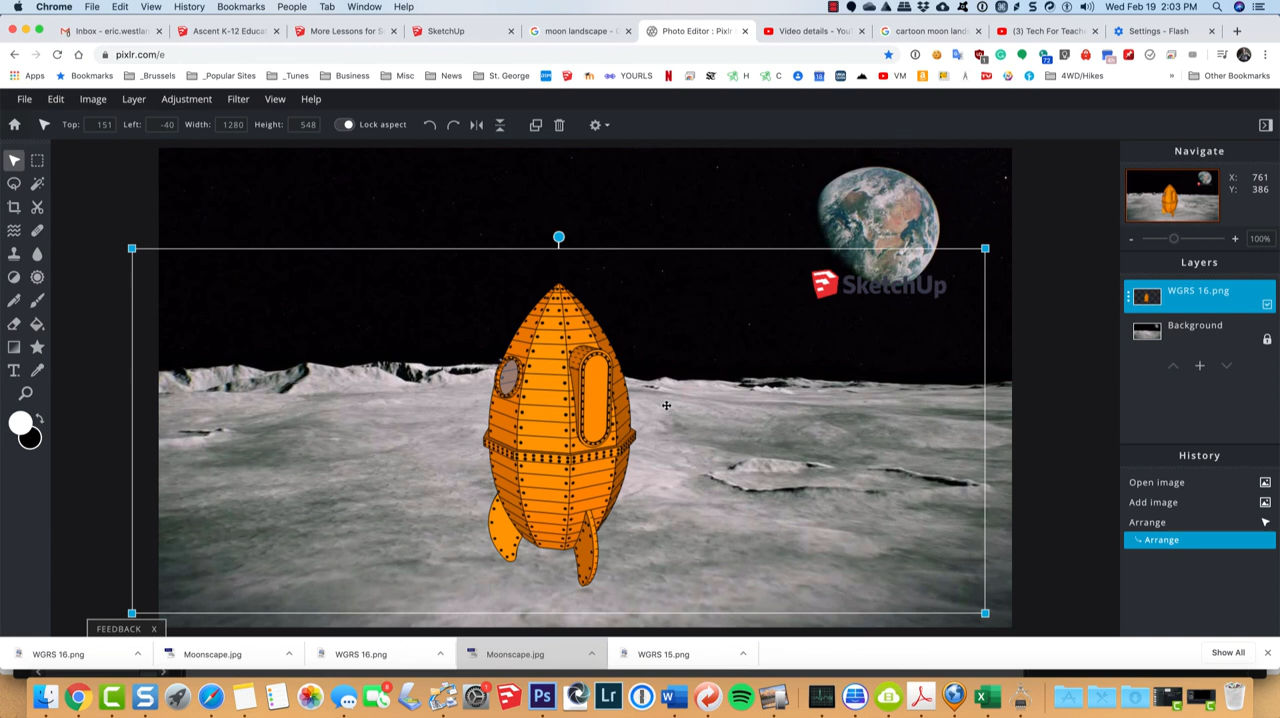 Chrome File Edit View History Bookmarks People Tab Window Help Wed Feb 19 2:03 PM
Inbox - eric.westlan Ascent K-12 Educat More Lessons for S SketchUp moon landscape - G Photo Editor : Pixlr YouTube Video details - YouT cartoon moon lands (3) Tech For Teache Settings - Flash
pixlr.com/e
Apps Bookmarks _Brussels _Popular Sites _Tunes Business Misc News St. George YOURLS H C VM 4WD/Hikes » Other Bookmarks
File Edit Image Layer Adjustment Filter View Help
Top: 151 Left: -40 Width: 1280 Height: 548 Lock aspect
Navigate
X: 761
Y: 386
100%
Layers
WGRS 16.png
Background
SketchUp
History
Open image
Add image
Arrange
Arrange
FEEDBACK X
WGRS 16.png Moonscape.jpg WGRS 16.png Moonscape.jpg WGRS 15.png Show All